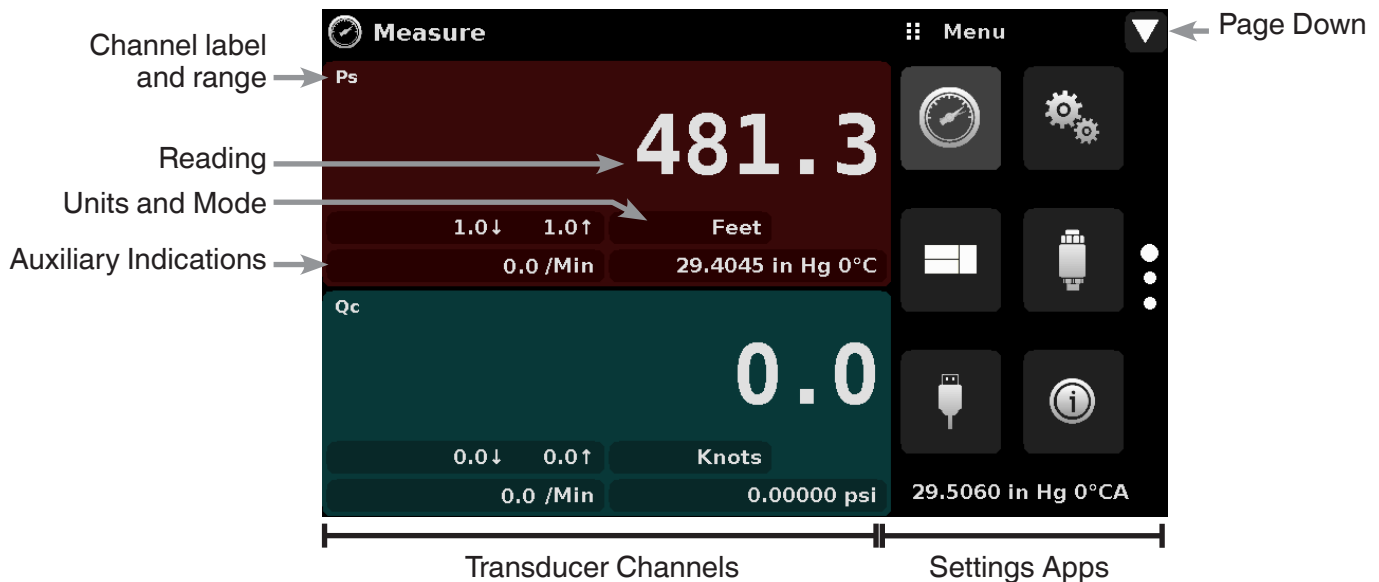 Channel label
and range
Reading
Units and Mode
Auxiliary Indications
Measure
Ps
481.3
1.0↓ 1.0↑ Feet
0.0 /Min 29.4045 in Hg 0°C
Qc
0.0
0.0↓ 0.0↑ Knots
0.0 /Min 0.00000 psi
Menu
29.5060 in Hg 0°CA
Page Down
Transducer Channels
Settings Apps